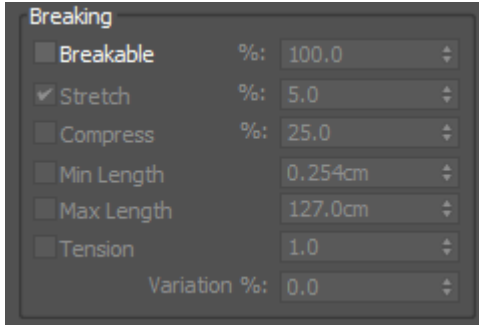 Breaking
Breakable %: 100.0
Stretch %: 5.0
Compress %: 25.0
Min Length 0.254cm
Max Length 127.0cm
Tension 1.0
Variation %: 0.0